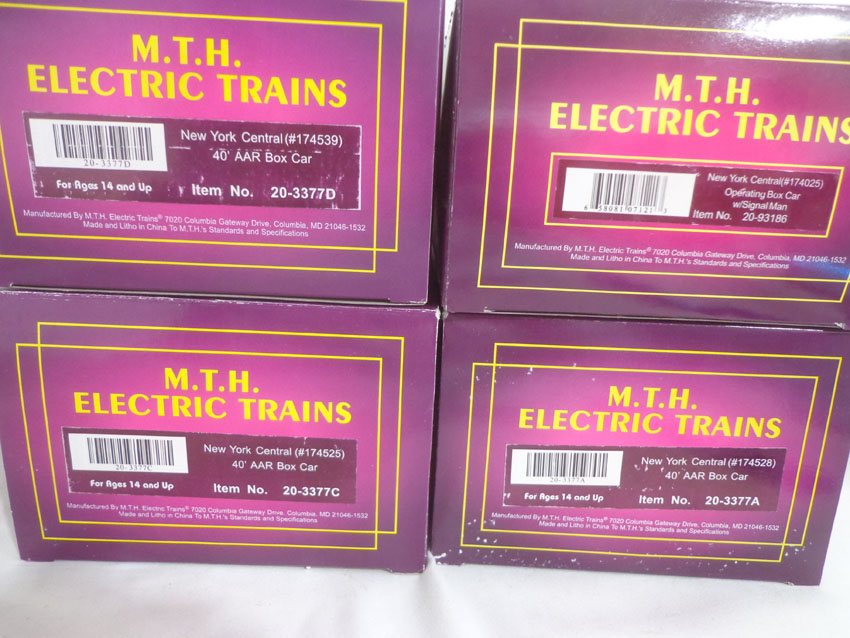 M.T.H.
ELECTRIC TRAINS
New York Central (#174539)
40' AAR Box Car
20-3377D
For Ages 14 and Up
Item No. 20-3377D
Manufactured By M.T.H. Electric Trains® 7020 Columbia Gateway Drive, Columbia, MD 21046-1532
Made and Litho in China To M.T.H.'s Standards and Specifications
M.T.H.
ELECTRIC TRAINS
New York Central(#174025)
Operating Box Car
w/Signal Man
6 58081 07121 3
Item No. 20-93186
Manufactured By M.T.H. Electric Trains® 7020 Columbia Gateway Drive, Columbia, MD 21046-1532
Made and Litho in China To M.T.H.'s Standards and Specifications
M.T.H.
ELECTRIC TRAINS
New York Central (#174525)
40' AAR Box Car
20-3377C
For Ages 14 and Up
Item No. 20-3377C
Manufactured By M.T.H. Electric Trains® 7020 Columbia Gateway Drive, Columbia, MD 21046-1532
Made and Litho in China To M.T.H.'s Standards and Specifications
M.T.H.
ELECTRIC TRAINS
New York Central (#174528)
40' AAR Box Car
20-3377A
For Ages 14 and Up
Item No. 20-3377A
Manufactured By M.T.H. Electric Trains® 7020 Columbia Gateway Drive, Columbia, MD 21046-1532
Made and Litho in China To M.T.H.'s Standards and Specifications